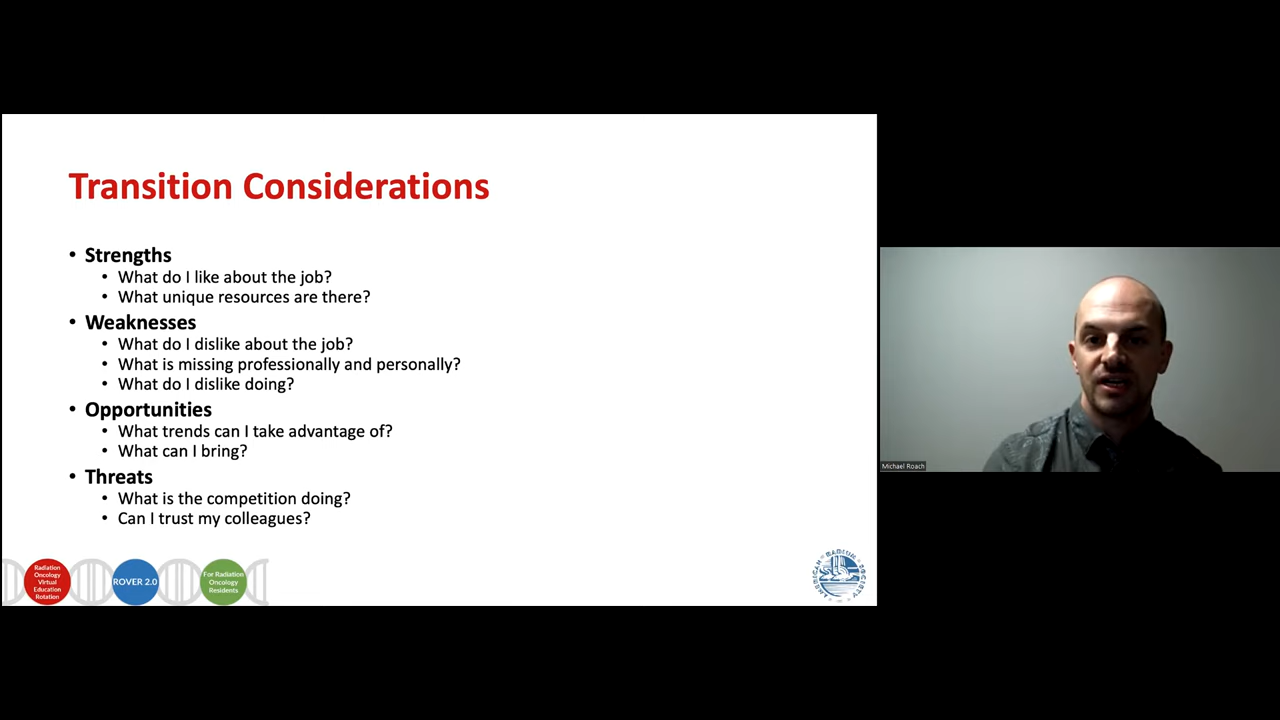 Transition Considerations
• Strengths
• What do I like about the job?
• What unique resources are there?
• Weaknesses
• What do I dislike about the job?
• What is missing professionally and personally?
• What do I dislike doing?
• Opportunities
• What trends can I take advantage of?
• What can I bring?
• Threats
• What is the competition doing?
• Can I trust my colleagues?
Radiation
Oncology
Virtual
Education
Rotation
ROVER 2.0
For Radiation
Oncology
Residents
AMERICAN RADIUM SOCIETY
Michael Roach